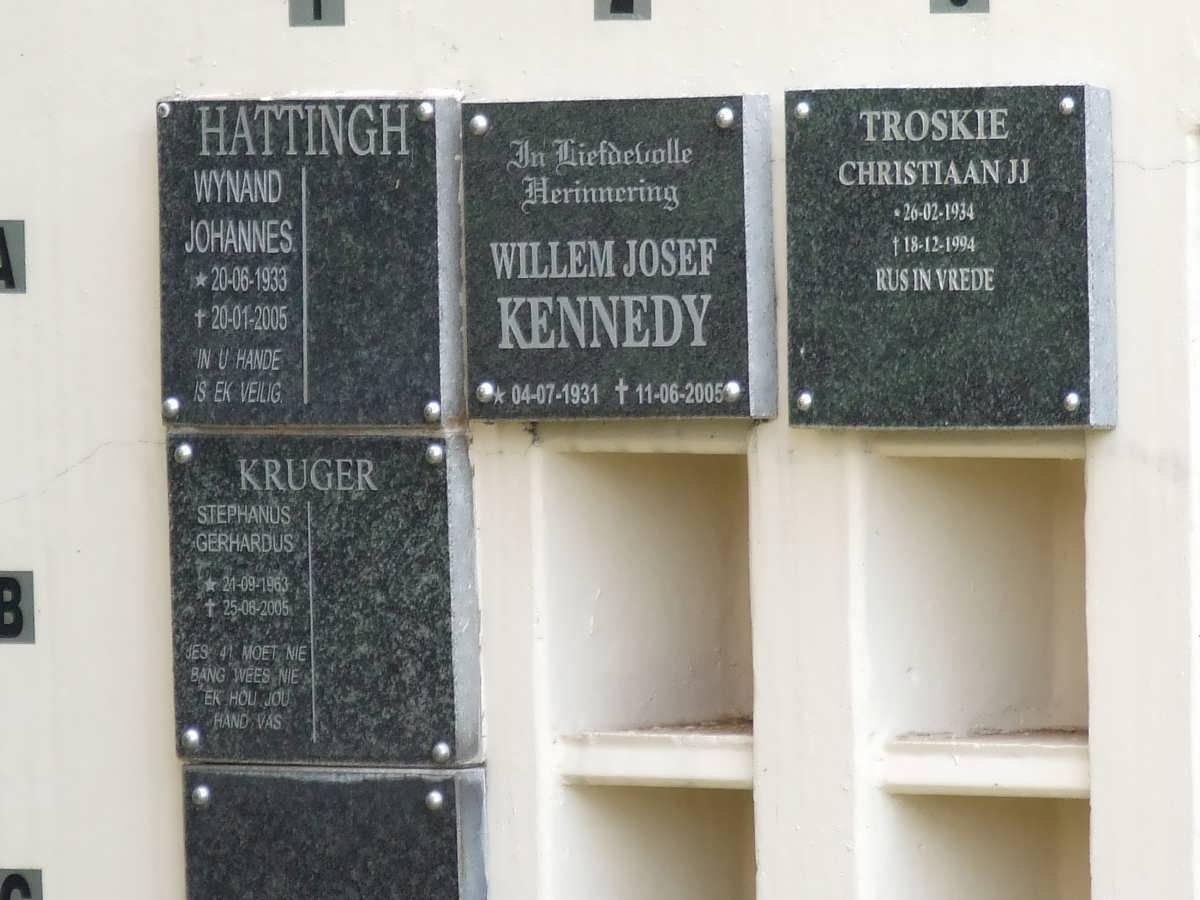 HATTINGH
WYNAND
JOHANNES
★ 20-06-1933
† 20-01-2005
IN U HANDE
IS EK VEILIG.
In Liefdevolle
Herinnering
WILLEM JOSEF
KENNEDY
★ 04-07-1931 † 11-06-2005
TROSKIE
CHRISTIAAN JJ
* 26-02-1934
† 18-12-1994
RUS IN VREDE
A
KRUGER
STEPHANUS
GERHARDUS
★ 21-09-1963
† 25-06-2005
JES 41 MOET NIE
BANG WEES NIE
EK HOU JOU
HAND VAS
B
C